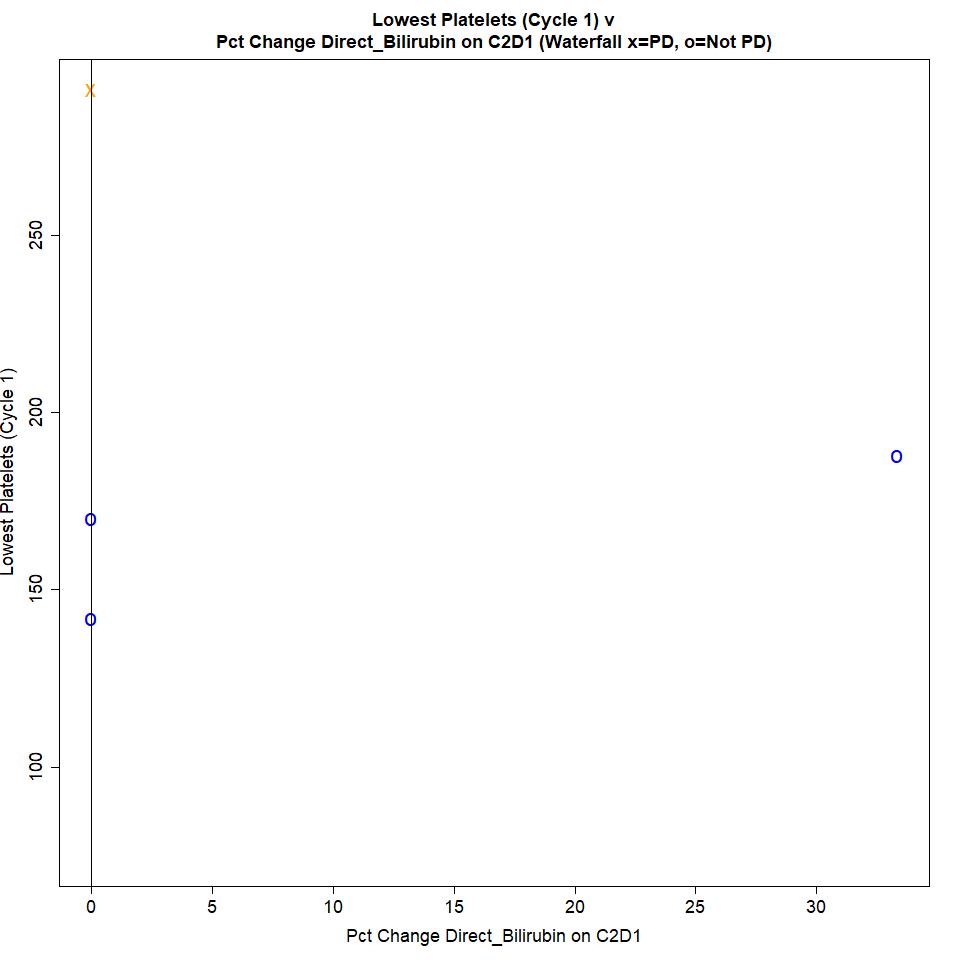 Lowest Platelets (Cycle 1) v
Pct Change Direct_Bilirubin on C2D1 (Waterfall x=PD, o=Not PD)
X
250
200
150
100
Lowest Platelets (Cycle 1)
O
O
O
0 5 10 15 20 25 30
Pct Change Direct_Bilirubin on C2D1